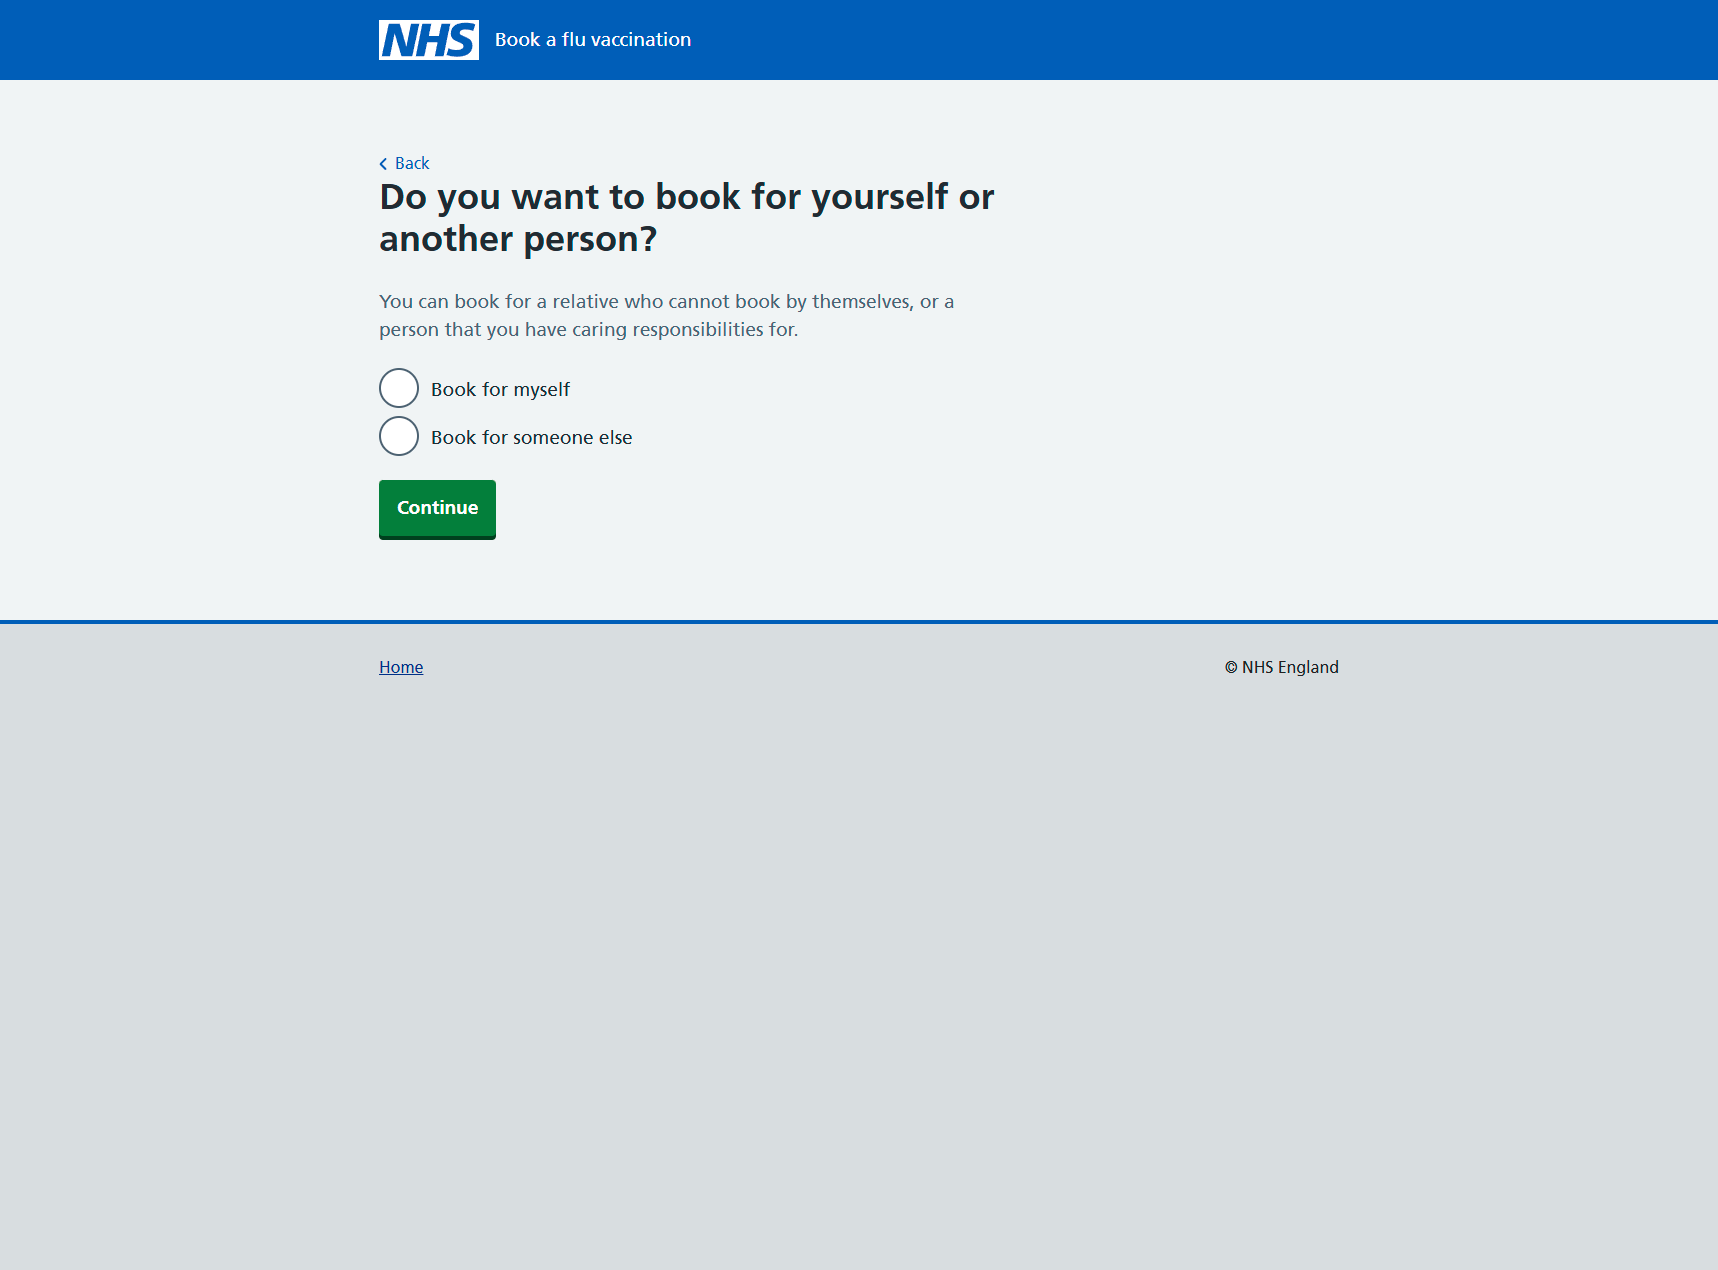 NHS Book a flu vaccination
Back
Do you want to book for yourself or
another person?
You can book for a relative who cannot book by themselves, or a
person that you have caring responsibilities for.
Book for myself
Book for someone else
Continue
Home
© NHS England